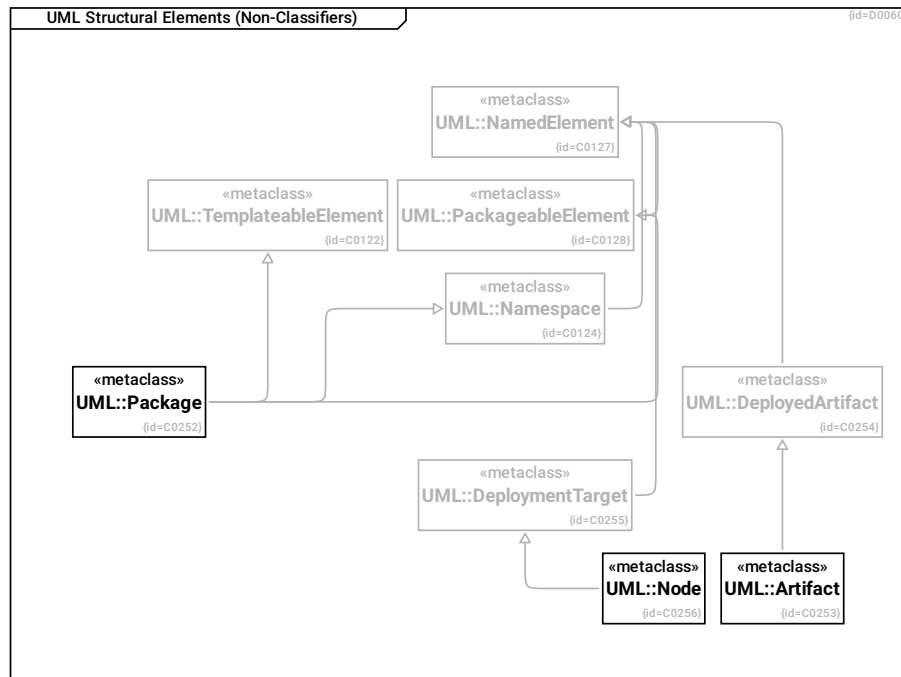 UML Structural Elements (Non-Classifiers)
{id=D0060
«metaclass»
UML::NamedElement
{id=C0127}
«metaclass»
UML::TemplateableElement
{id=C0122}
«metaclass»
UML::PackageableElement
{id=C0128}
«metaclass»
UML::Namespace
{id=C0124}
«metaclass»
UML::Package
{id=C0252}
«metaclass»
UML::DeployedArtifact
{id=C0254}
«metaclass»
UML::DeploymentTarget
{id=C0255}
«metaclass»
UML::Node
{id=C0256}
«metaclass»
UML::Artifact
{id=C0253}